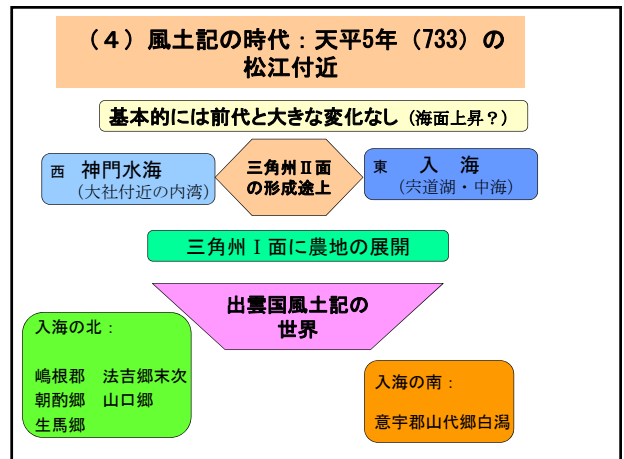 （４）風土記の時代：天平5年（733）の
松江付近
基本的には前代と大きな変化なし（海面上昇？）
西 神門水海
（大社付近の内湾）
三角州Ⅱ面
の形成途上
東 入 海
（宍道湖・中海）
三角州Ⅰ面に農地の展開
出雲国風土記の
世界
入海の北：
嶋根郡 法吉郷末次
朝酌郷 山口郷
生馬郷
入海の南：
意宇郡山代郷白潟